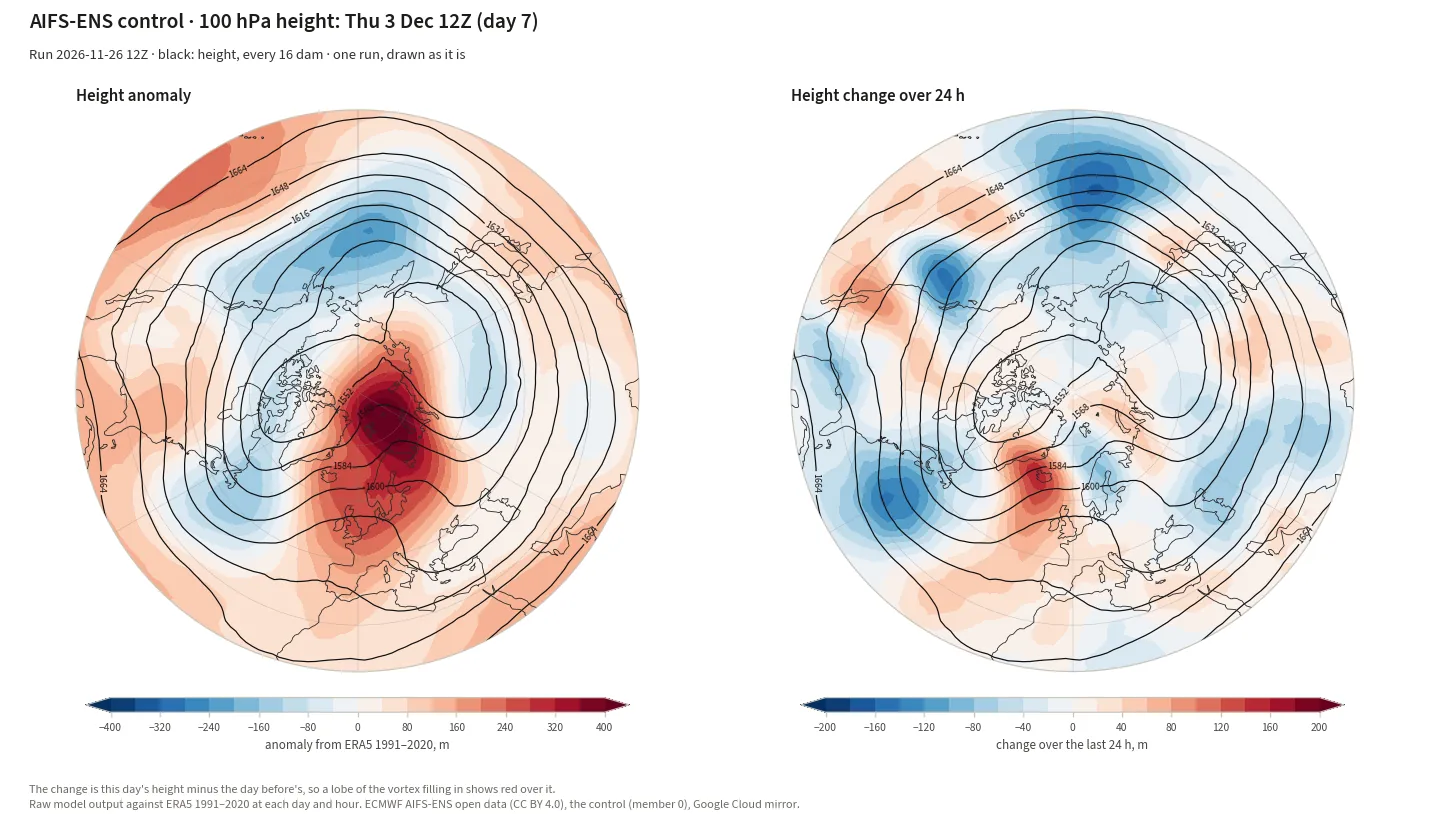 AIFS-ENS control · 100 hPa height: Thu 3 Dec 12Z (day 7)
Run 2026-11-26 12Z · black: height, every 16 dam · one run, drawn as it is
Height anomaly
Height change over 24 h
1664
1648
1616
1632
1552
1584
1600
1664
1664
1664
1648
1616
1632
1552
1568
1584
1600
1664
1664
−400 −320 −240 −160 −80 0 80 160 240 320 400
anomaly from ERA5 1991–2020, m
−200 −160 −120 −80 −40 0 40 80 120 160 200
change over the last 24 h, m
The change is this day's height minus the day before's, so a lobe of the vortex filling in shows red over it.
Raw model output against ERA5 1991–2020 at each day and hour. ECMWF AIFS-ENS open data (CC BY 4.0), the control (member 0), Google Cloud mirror.